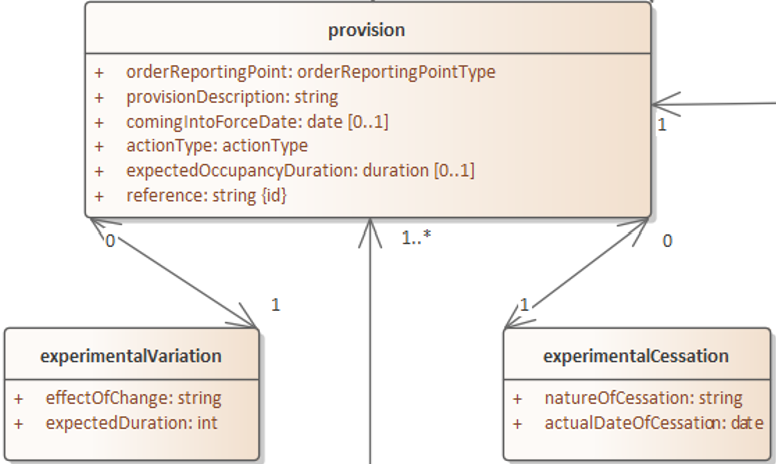 provision
+ orderReportingPoint: orderReportingPointType
+ provisionDescription: string
+ comingIntoForceDate: date [0..1]
+ actionType: actionType
+ expectedOccupancyDuration: duration [0..1]
+ reference: string {id}
1
0
1..*
0
1
1
experimentalVariation
+ effectOfChange: string
+ expectedDuration: int
experimentalCessation
+ natureOfCessation: string
+ actualDateOfCessation: date